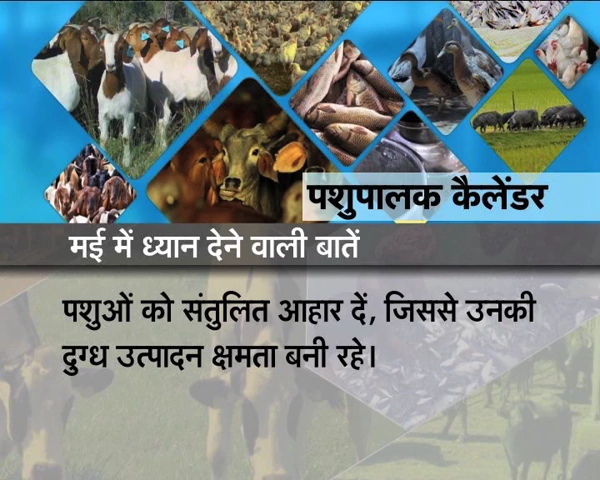 पशुपालक कैलेंडर
मई में ध्यान देने वाली बातें
पशुओं को संतुलित आहार दें, जिससे उनकी
दुग्ध उत्पादन क्षमता बनी रहे।